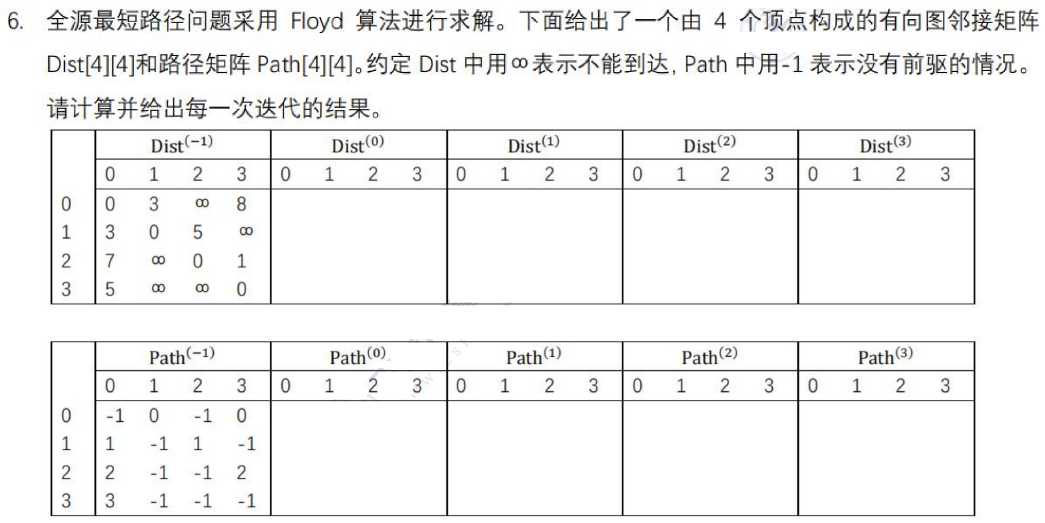 6. 全源最短路径问题采用 Floyd 算法进行求解。下面给出了一个由 4 个顶点构成的有向图邻接矩阵
Dist[4][4]和路径矩阵 Path[4][4]。约定 Dist 中用∞表示不能到达, Path 中用-1 表示没有前驱的情况。
请计算并给出每一次迭代的结果。
Dist⁽⁻¹⁾ Dist⁽⁰⁾ Dist⁽¹⁾ Dist⁽²⁾ Dist⁽³⁾
0 1 2 3 0 1 2 3 0 1 2 3 0 1 2 3 0 1 2 3
0 0 3 ∞ 8
1 3 0 5 ∞
2 7 ∞ 0 1
3 5 ∞ ∞ 0
Path⁽⁻¹⁾ Path⁽⁰⁾ Path⁽¹⁾ Path⁽²⁾ Path⁽³⁾
0 1 2 3 0 1 2 3 0 1 2 3 0 1 2 3 0 1 2 3
0 -1 0 -1 0
1 1 -1 1 -1
2 2 -1 -1 2
3 3 -1 -1 -1